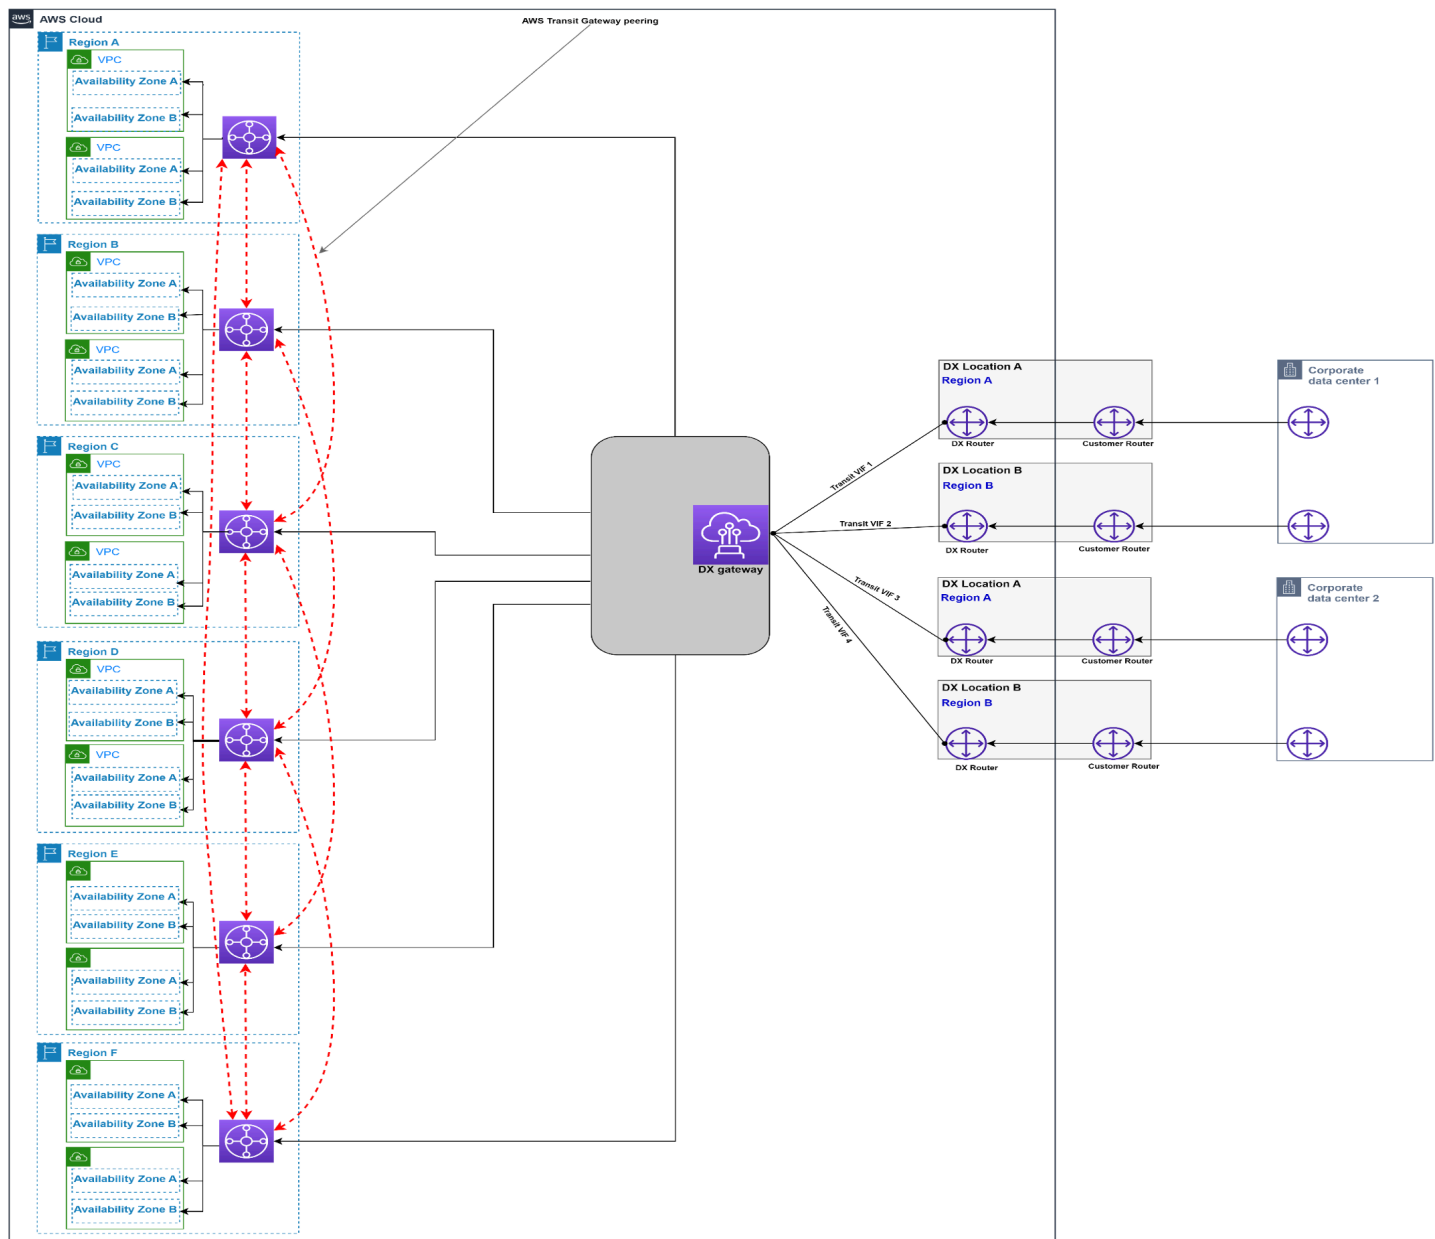 aws
AWS Cloud
AWS Transit Gateway peering
Region A
VPC
Availability Zone A
Availability Zone B
VPC
Availability Zone A
Availability Zone B
Region B
VPC
Availability Zone A
Availability Zone B
VPC
Availability Zone A
Availability Zone B
Region C
VPC
Availability Zone A
Availability Zone B
VPC
Availability Zone A
Availability Zone B
Region D
VPC
Availability Zone A
Availability Zone B
VPC
Availability Zone A
Availability Zone B
Region E
Availability Zone A
Availability Zone B
Availability Zone A
Availability Zone B
Region F
Availability Zone A
Availability Zone B
Availability Zone A
Availability Zone B
DX gateway
Transit VIF 1
Transit VIF 2
Transit VIF 3
Transit VIF 4
DX Location A
Region A
DX Router
Customer Router
DX Location B
Region B
DX Router
Customer Router
DX Location A
Region A
DX Router
Customer Router
DX Location B
Region B
DX Router
Customer Router
Corporate
data center 1
Corporate
data center 2